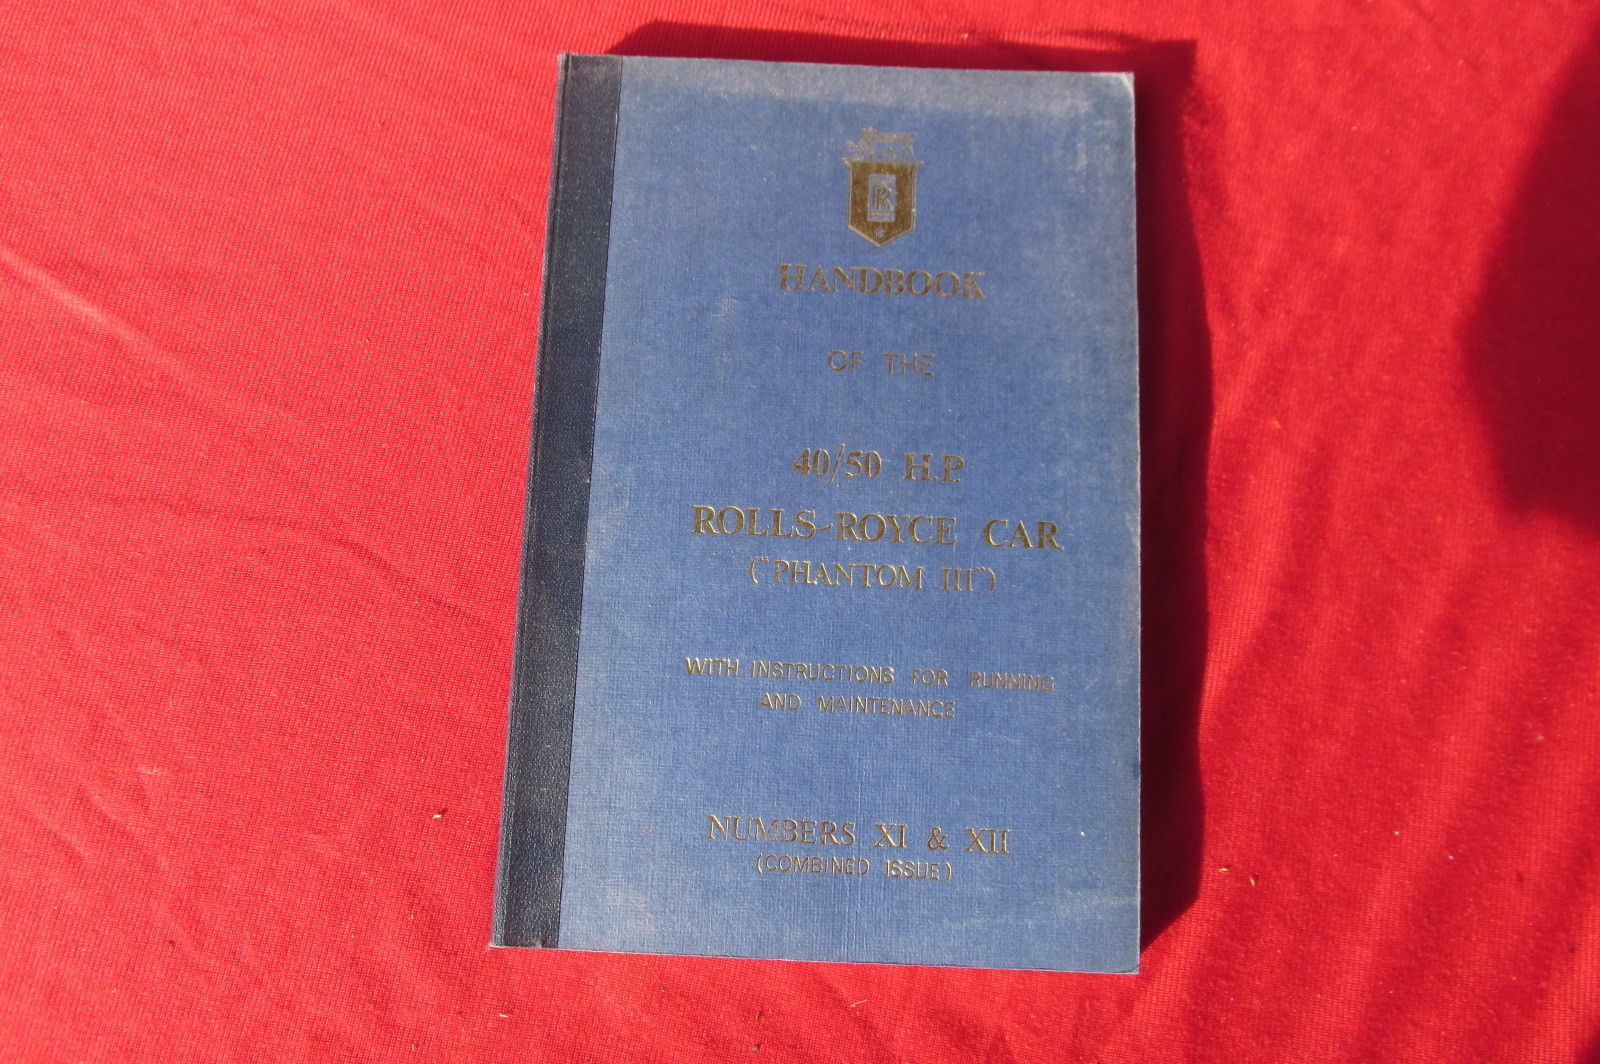 RR
HANDBOOK
OF THE
40/50 H.P.
ROLLS-ROYCE CAR
("PHANTOM III")
WITH INSTRUCTIONS FOR RUNNING
AND MAINTENANCE
NUMBERS XI & XII
(COMBINED ISSUE)